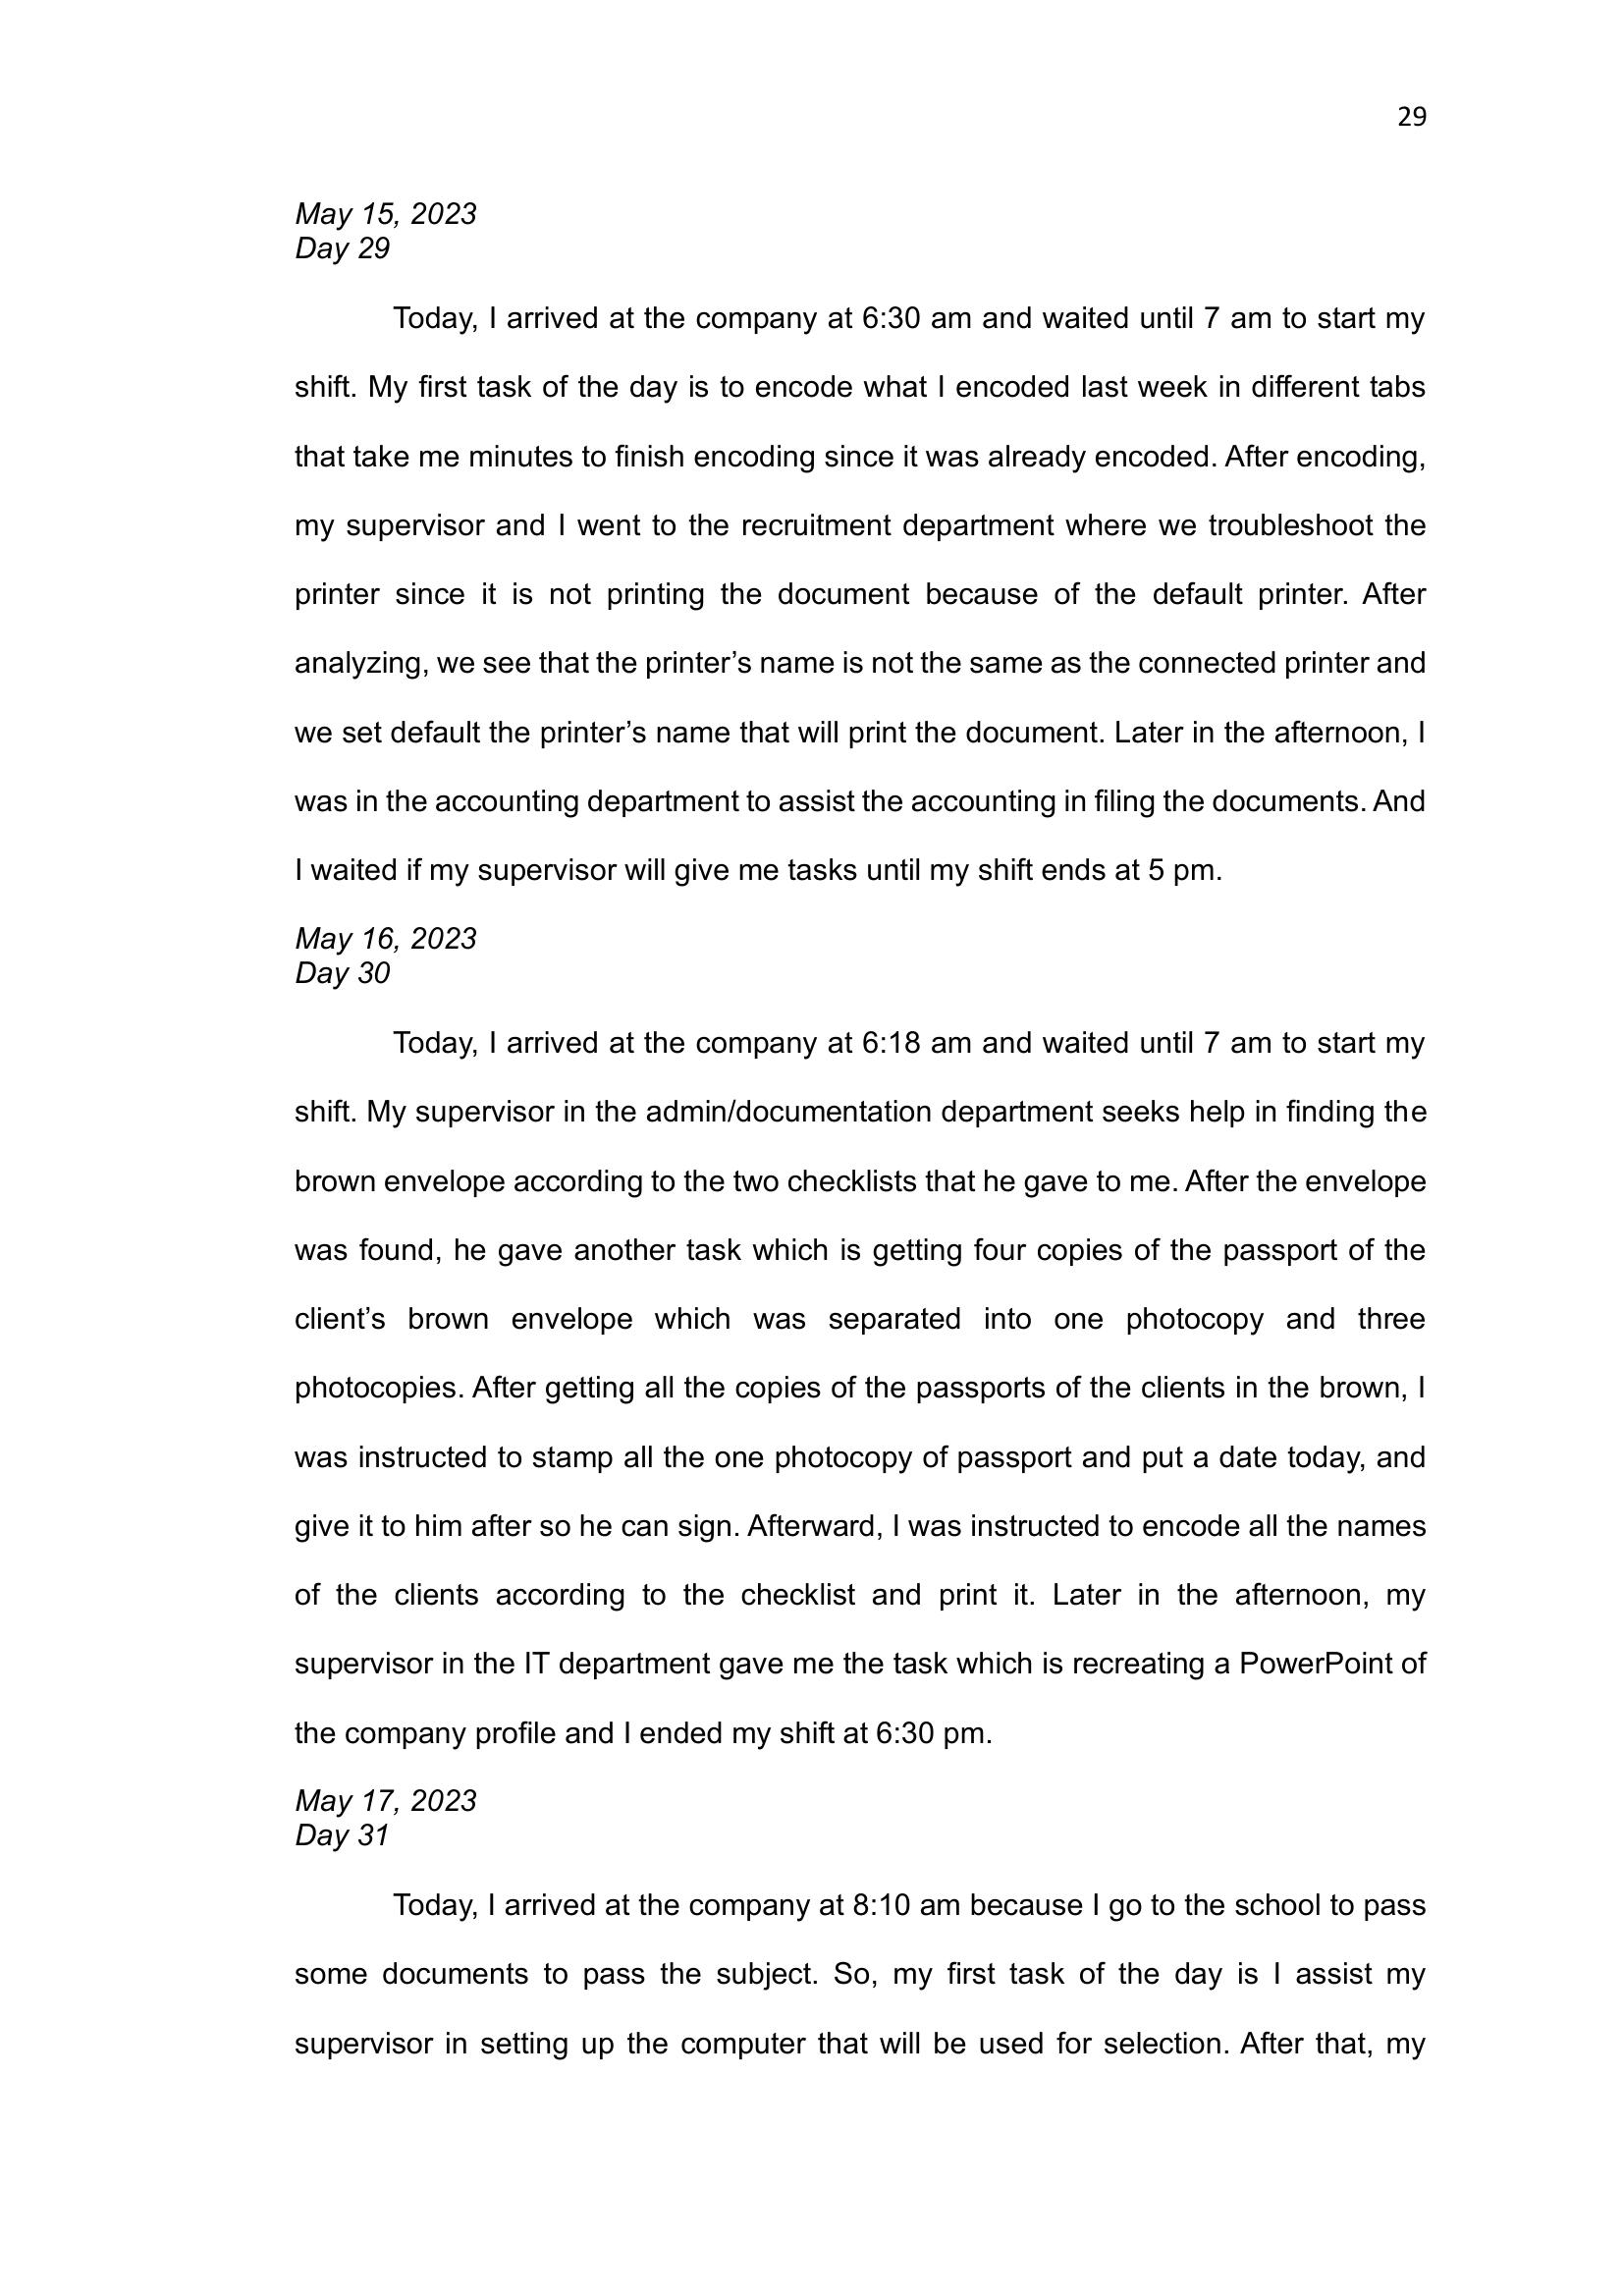 29
May 15, 2023
Day 29
Today, I arrived at the company at 6:30 am and waited until 7 am to start my
shift. My first task of the day is to encode what I encoded last week in different tabs
that take me minutes to finish encoding since it was already encoded. After encoding,
my supervisor and I went to the recruitment department where we troubleshoot the
printer since it is not printing the document because of the default printer. After
analyzing, we see that the printer’s name is not the same as the connected printer and
we set default the printer’s name that will print the document. Later in the afternoon, I
was in the accounting department to assist the accounting in filing the documents. And
I waited if my supervisor will give me tasks until my shift ends at 5 pm.
May 16, 2023
Day 30
Today, I arrived at the company at 6:18 am and waited until 7 am to start my
shift. My supervisor in the admin/documentation department seeks help in finding the
brown envelope according to the two checklists that he gave to me. After the envelope
was found, he gave another task which is getting four copies of the passport of the
client’s brown envelope which was separated into one photocopy and three
photocopies. After getting all the copies of the passports of the clients in the brown, I
was instructed to stamp all the one photocopy of passport and put a date today, and
give it to him after so he can sign. Afterward, I was instructed to encode all the names
of the clients according to the checklist and print it. Later in the afternoon, my
supervisor in the IT department gave me the task which is recreating a PowerPoint of
the company profile and I ended my shift at 6:30 pm.
May 17, 2023
Day 31
Today, I arrived at the company at 8:10 am because I go to the school to pass
some documents to pass the subject. So, my first task of the day is I assist my
supervisor in setting up the computer that will be used for selection. After that, my